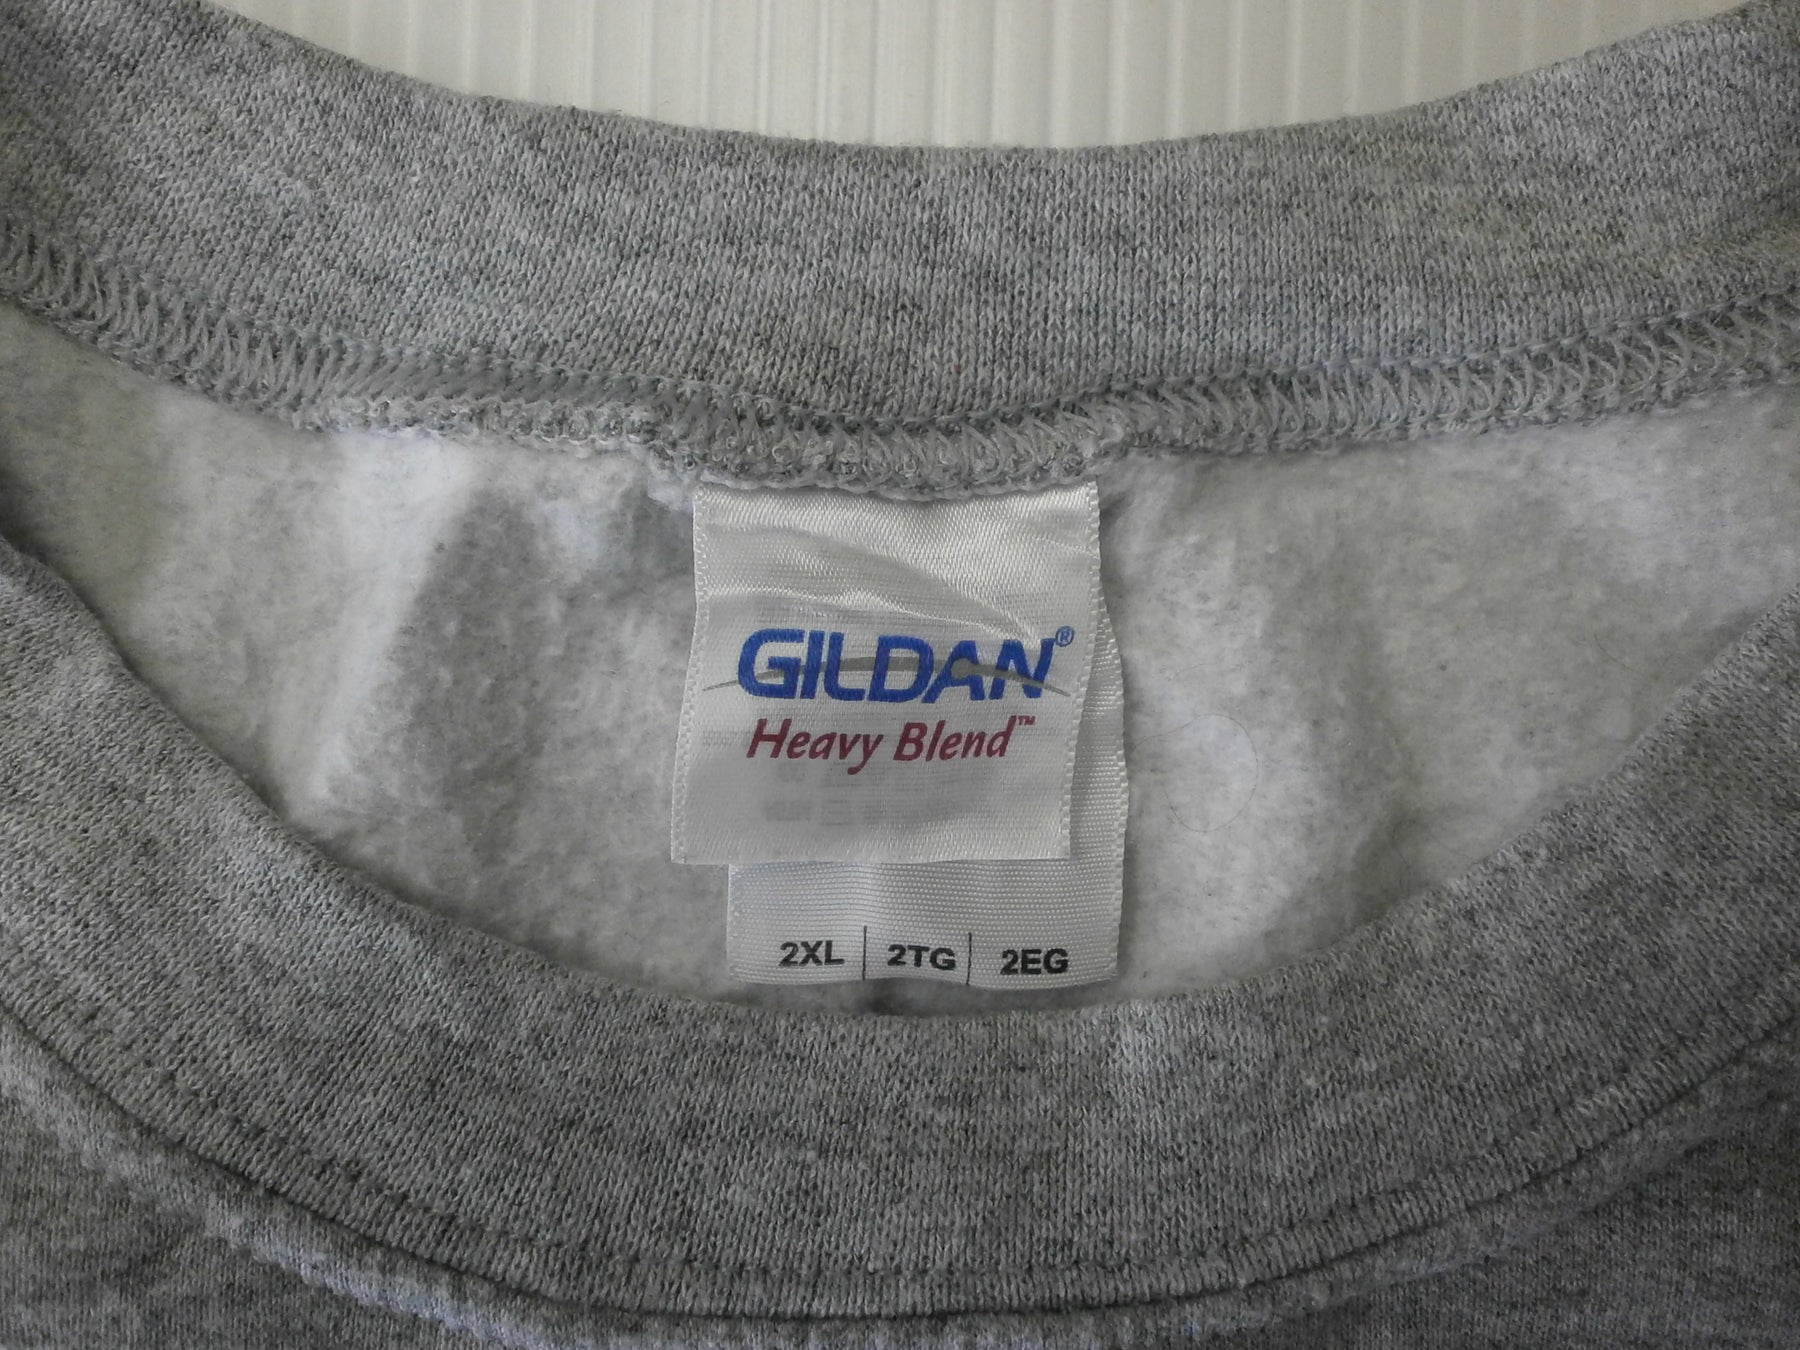 GILDAN®
Heavy Blend™
2XL | 2TG | 2EG